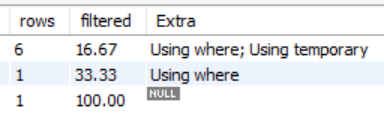 rows filtered Extra
6 16.67 Using where; Using temporary
1 33.33 Using where
1 100.00 NULL